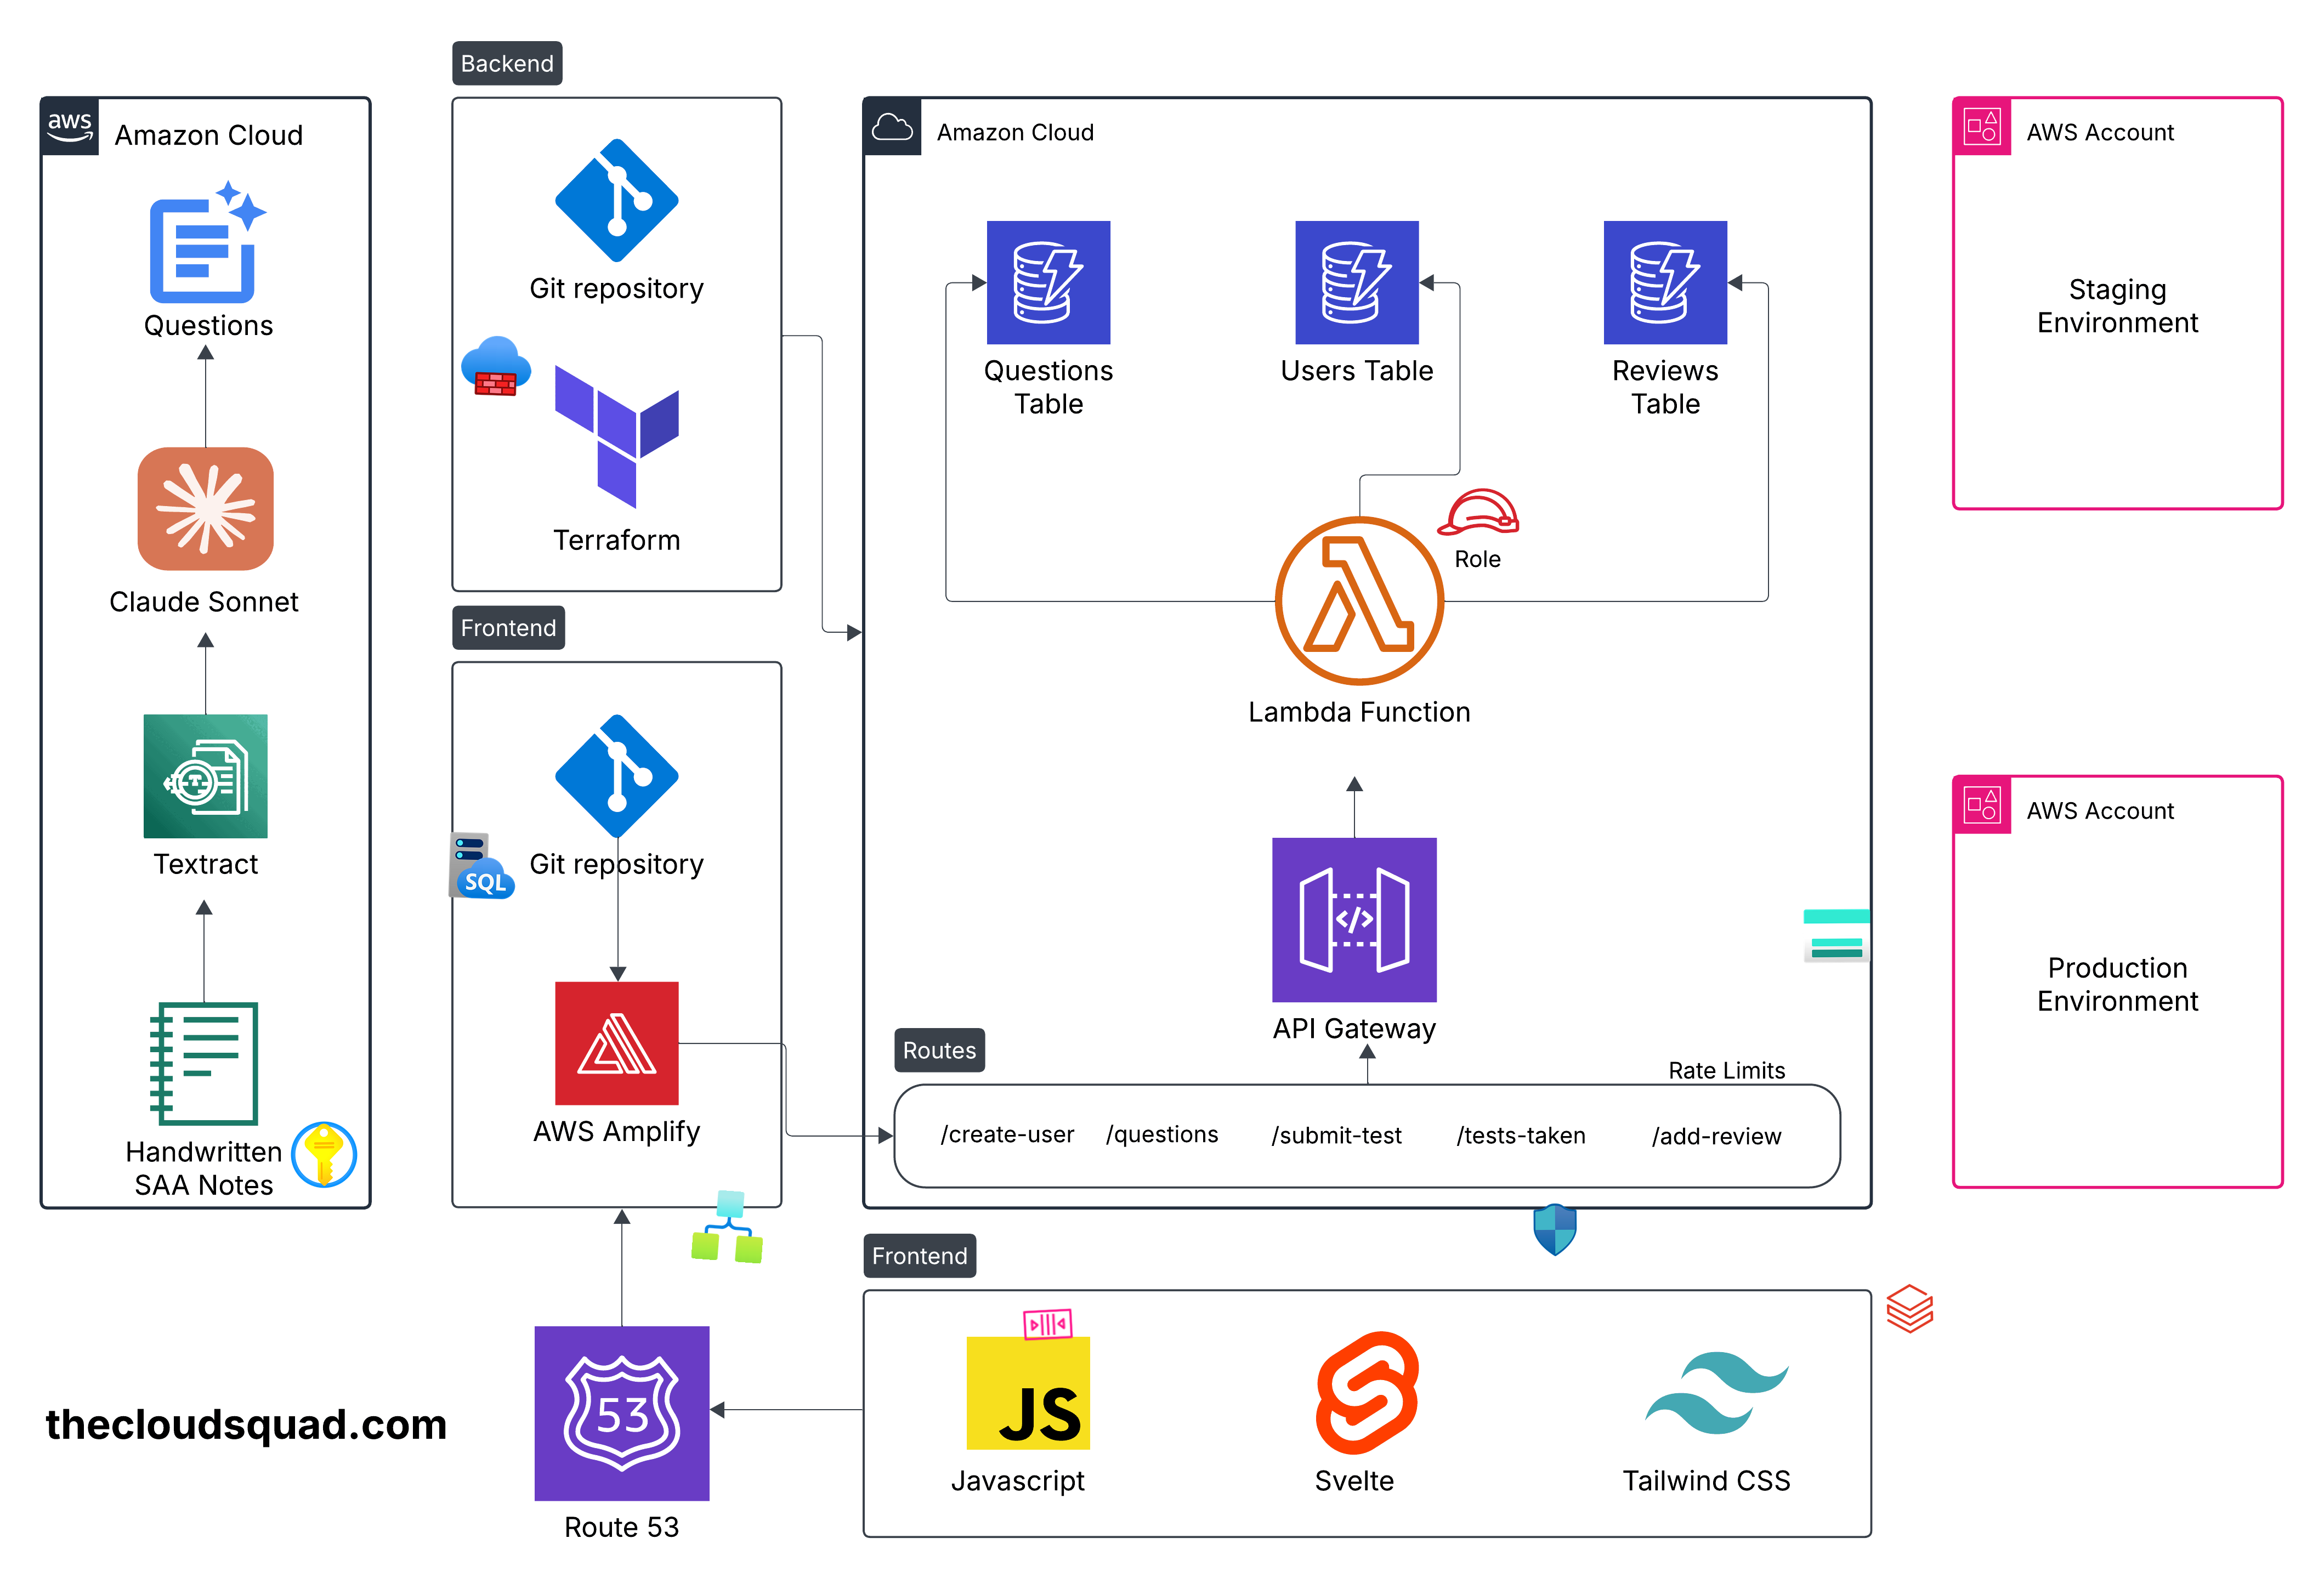 Backend
aws
Amazon Cloud
Questions
Claude Sonnet
Textract
Handwritten
SAA Notes
Git repository
Terraform
Frontend
Git repository
SQL
AWS Amplify
Amazon Cloud
Questions
Table
Users Table
Reviews
Table
Role
Lambda Function
</>
API Gateway
Routes
Rate Limits
/create-user
/questions
/submit-test
/tests-taken
/add-review
AWS Account
Staging
Environment
AWS Account
Production
Environment
thecloudsquad.com
53
Route 53
Frontend
JS
Javascript
Svelte
Tailwind CSS